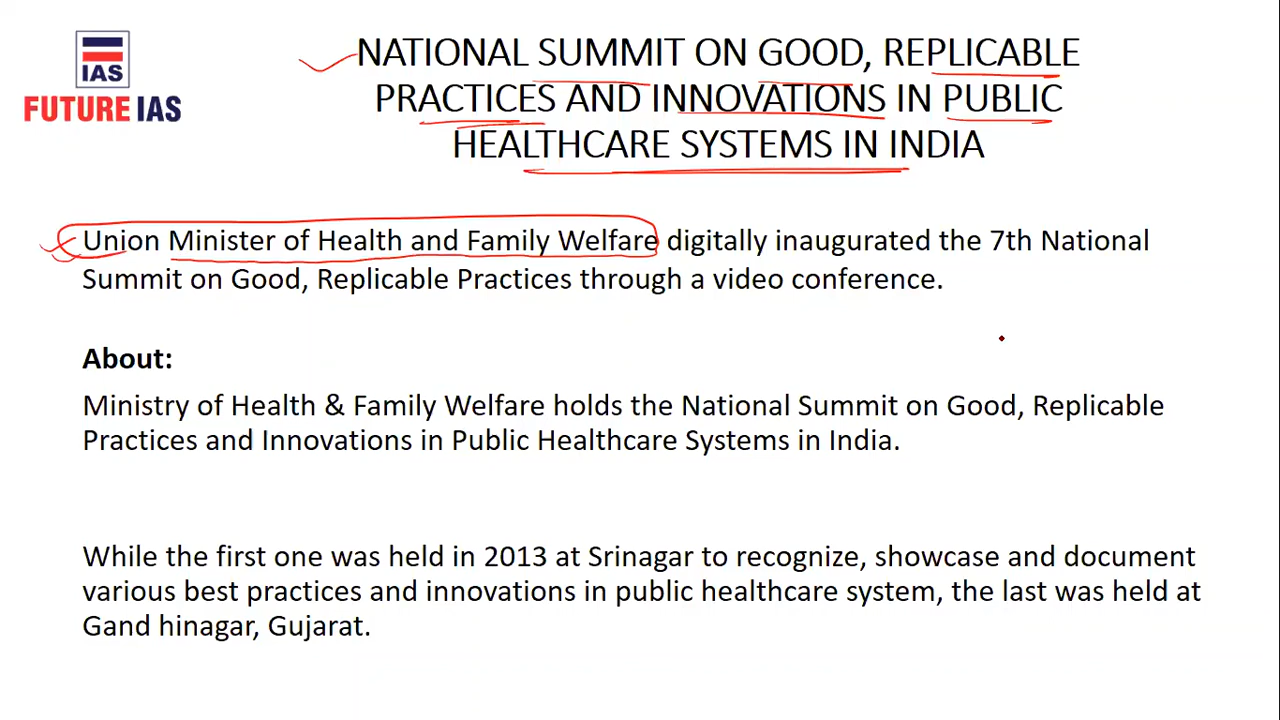 IAS
FUTURE IAS
NATIONAL SUMMIT ON GOOD, REPLICABLE
PRACTICES AND INNOVATIONS IN PUBLIC
HEALTHCARE SYSTEMS IN INDIA
Union Minister of Health and Family Welfare digitally inaugurated the 7th National
Summit on Good, Replicable Practices through a video conference.
About:
Ministry of Health & Family Welfare holds the National Summit on Good, Replicable
Practices and Innovations in Public Healthcare Systems in India.
While the first one was held in 2013 at Srinagar to recognize, showcase and document
various best practices and innovations in public healthcare system, the last was held at
Gand hinagar, Gujarat.